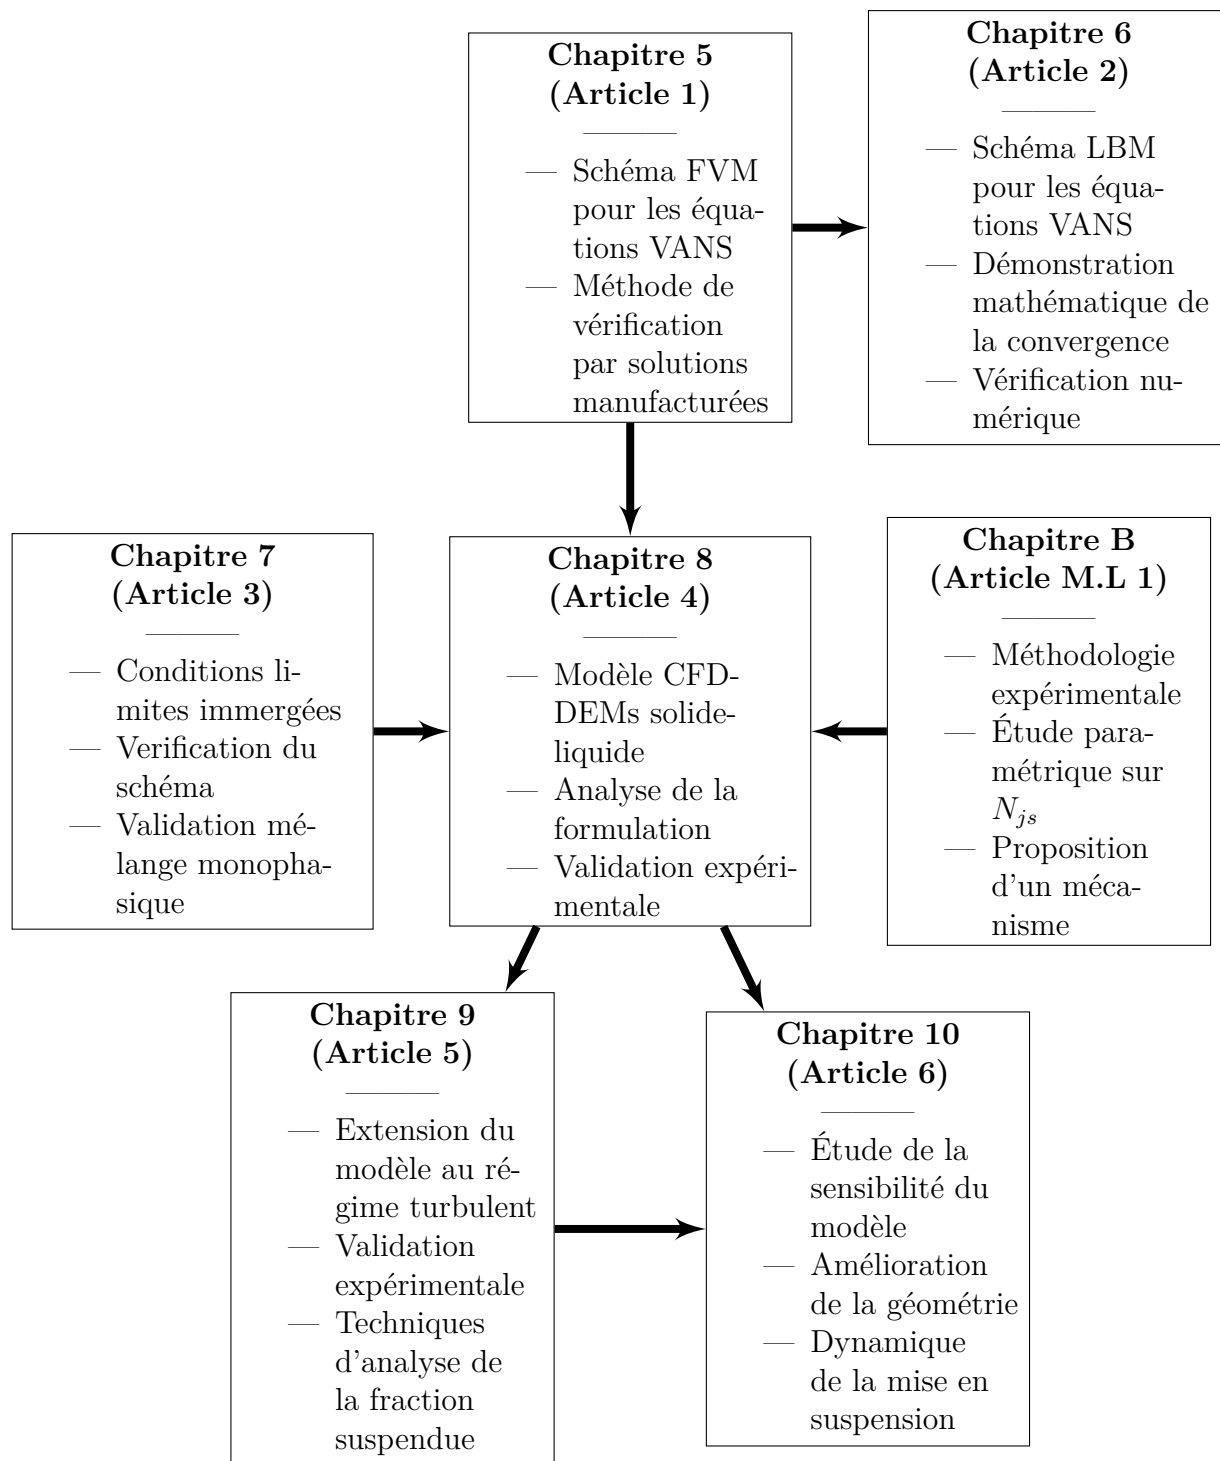 Chapitre 5
(Article 1)
— Schéma FVM
pour les équa-
tions VANS
— Méthode de
vérification
par solutions
manufacturées
Chapitre 6
(Article 2)
— Schéma LBM
pour les équa-
tions VANS
— Démonstration
mathématique de
la convergence
— Vérification nu-
mérique
Chapitre 7
(Article 3)
— Conditions li-
mites immergées
— Verification du
schéma
— Validation mé-
lange monopha-
sique
Chapitre 8
(Article 4)
— Modèle CFD-
DEMs solide-
liquide
— Analyse de la
formulation
— Validation expéri-
mentale
Chapitre B
(Article M.L 1)
— Méthodologie
expérimentale
— Étude para-
métrique sur
N_{js}
— Proposition
d'un méca-
nisme
Chapitre 9
(Article 5)
— Extension du
modèle au ré-
gime turbulent
— Validation
expérimentale
— Techniques
d'analyse de
la fraction
suspendue
Chapitre 10
(Article 6)
— Étude de la
sensibilité du
modèle
— Amélioration
de la géométrie
— Dynamique
de la mise en
suspension